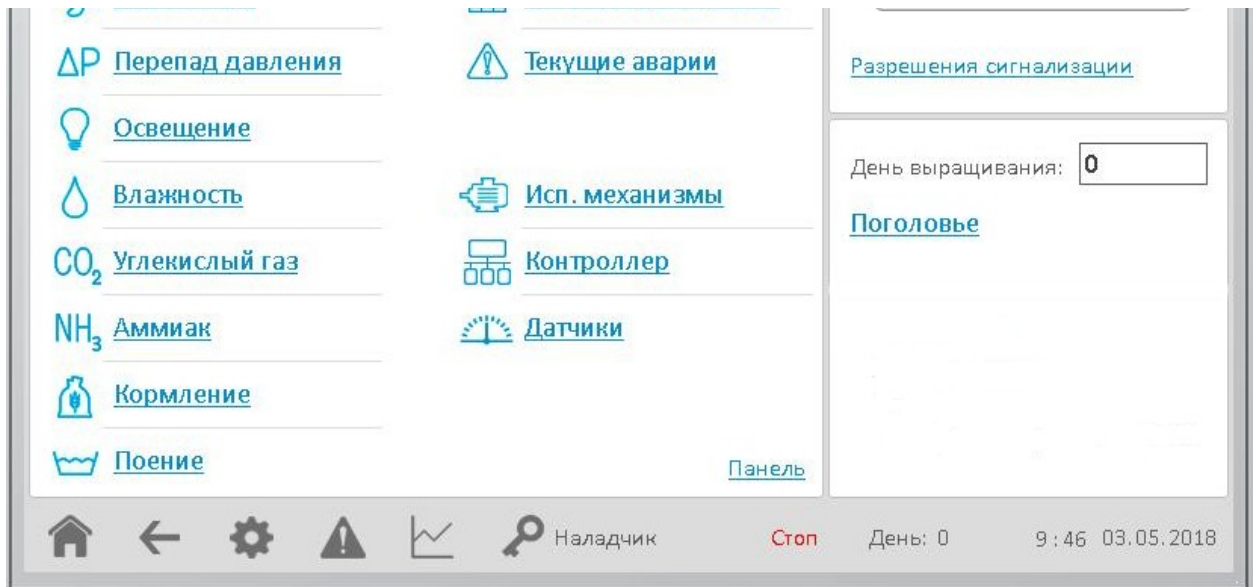 ΔP Перепад давления
Освещение
Влажность
CO₂ Углекислый газ
NH₃ Аммиак
Кормление
Поение
Текущие аварии
Исп. механизмы
Контроллер
Датчики
Панель
Разрешения сигнализации
День выращивания: 0
Поголовье
Наладчик Стоп День: 0 9:46 03.05.2018